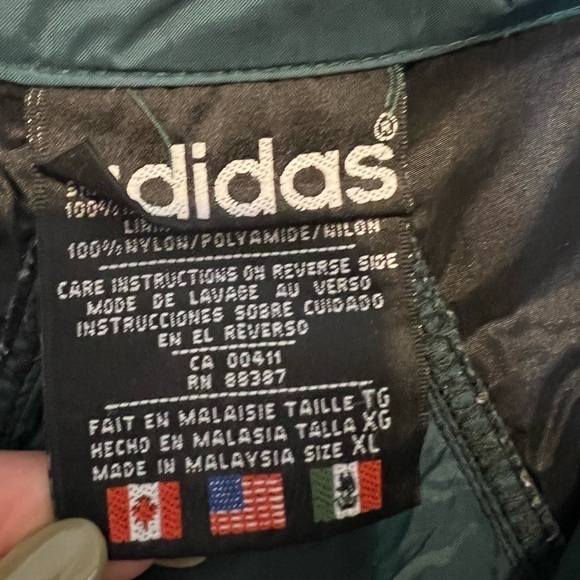 adidas®
100%
100% NYLON/POLYAMIDE/NILON
CARE INSTRUCTIONS ON REVERSE SIDE
MODE DE LAVAGE AU VERSO
INSTRUCCIONES SOBRE CUIDADO
EN EL REVERSO
CA 00411
RN 88387
FAIT EN MALAISIE TAILLE TG
HECHO EN MALASIA TALLA XG
MADE IN MALAYSIA SIZE XL